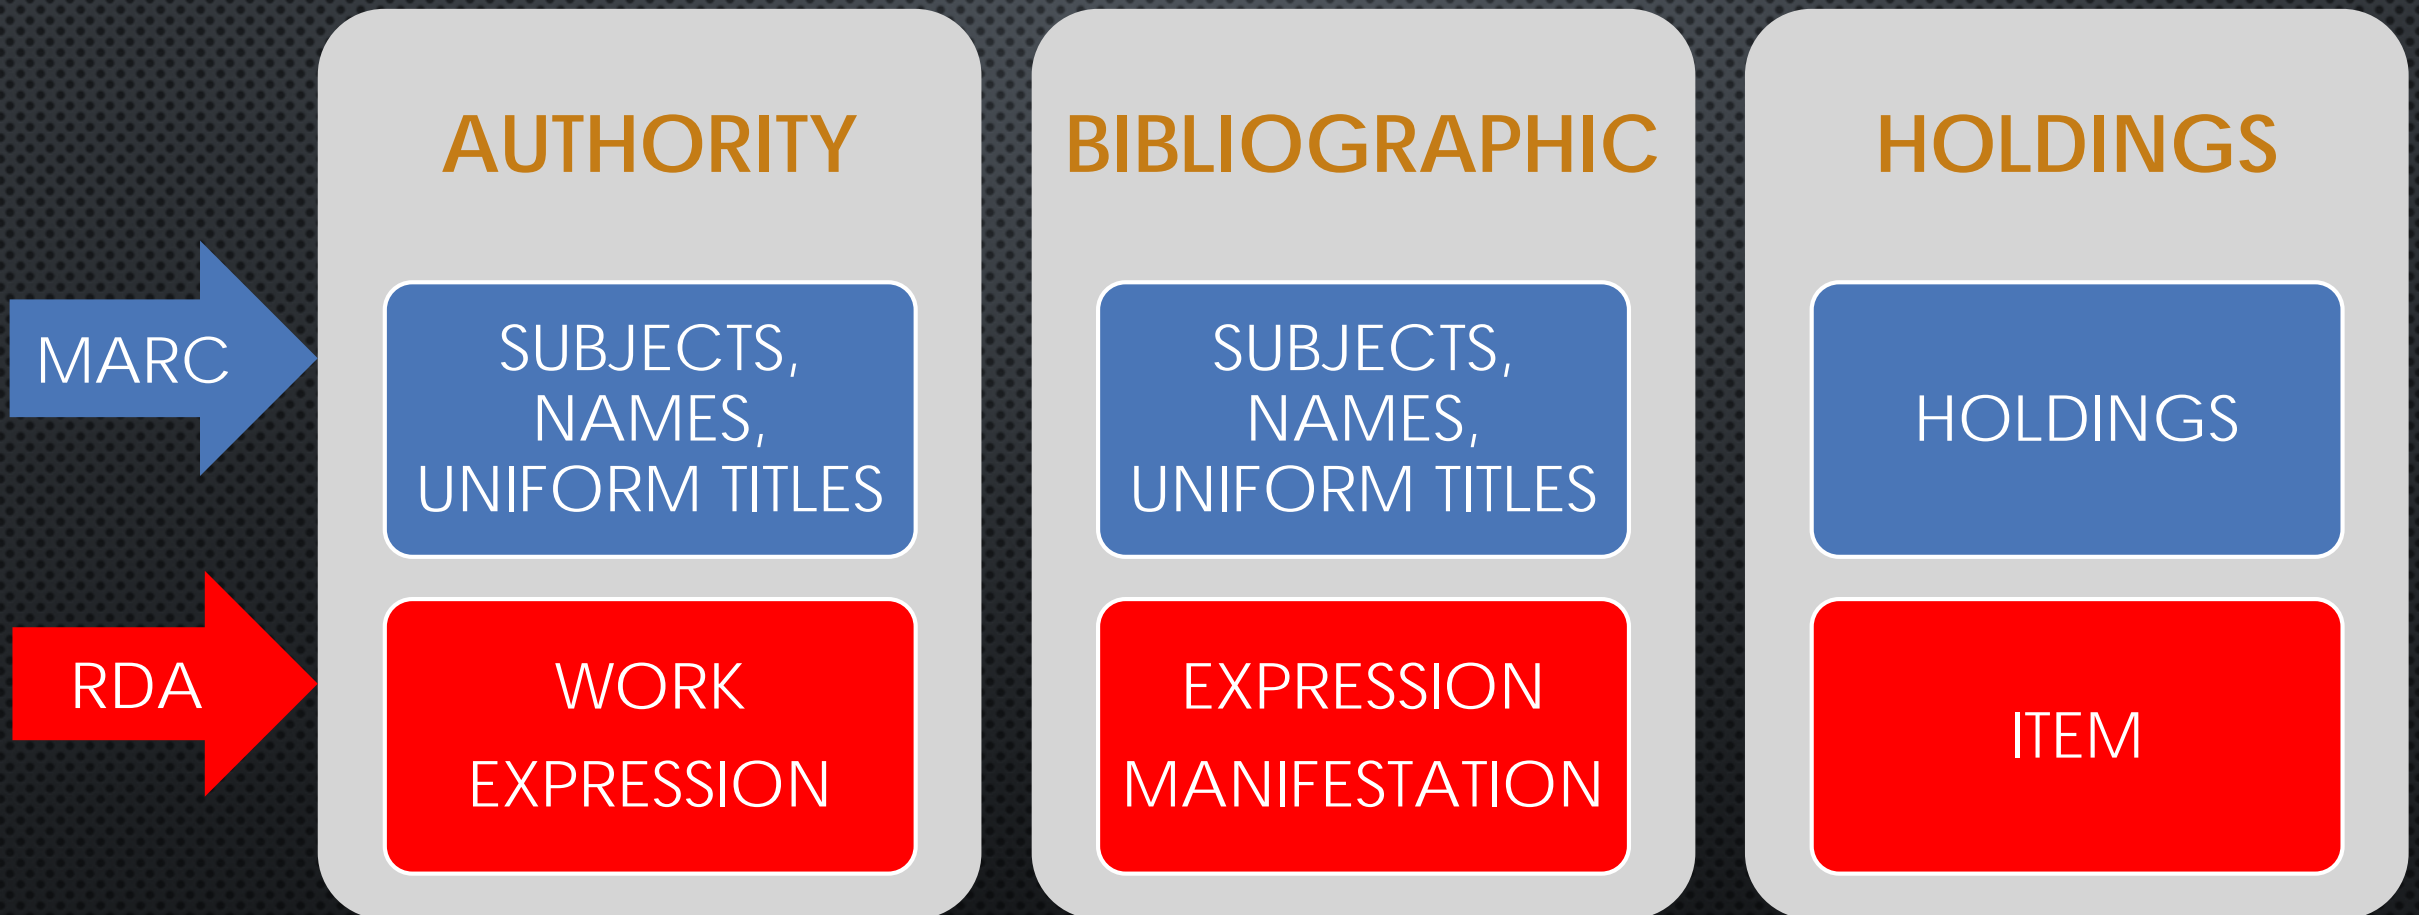 AUTHORITY
BIBLIOGRAPHIC
HOLDINGS
MARC
SUBJECTS,
NAMES,
UNIFORM TITLES
SUBJECTS,
NAMES,
UNIFORM TITLES
HOLDINGS
RDA
WORK
EXPRESSION
EXPRESSION
MANIFESTATION
ITEM